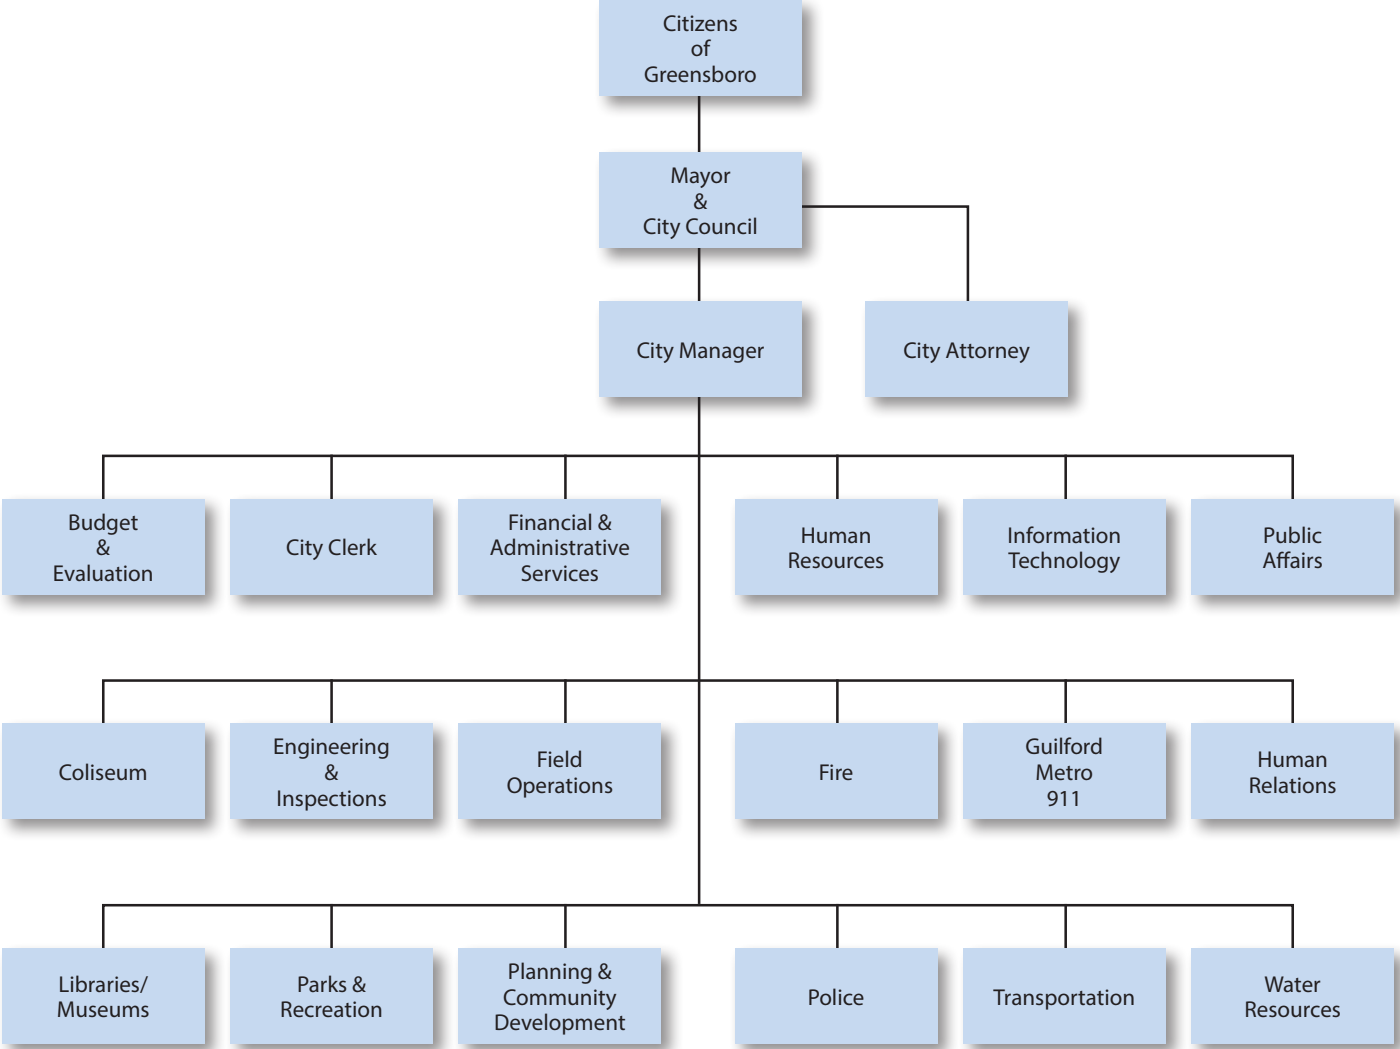 Citizens
of
Greensboro
Mayor
&
City Council
City Manager
City Attorney
Budget
&
Evaluation
City Clerk
Financial &
Administrative
Services
Human
Resources
Information
Technology
Public
Affairs
Coliseum
Engineering
&
Inspections
Field
Operations
Fire
Guilford
Metro
911
Human
Relations
Libraries/
Museums
Parks &
Recreation
Planning &
Community
Development
Police
Transportation
Water
Resources